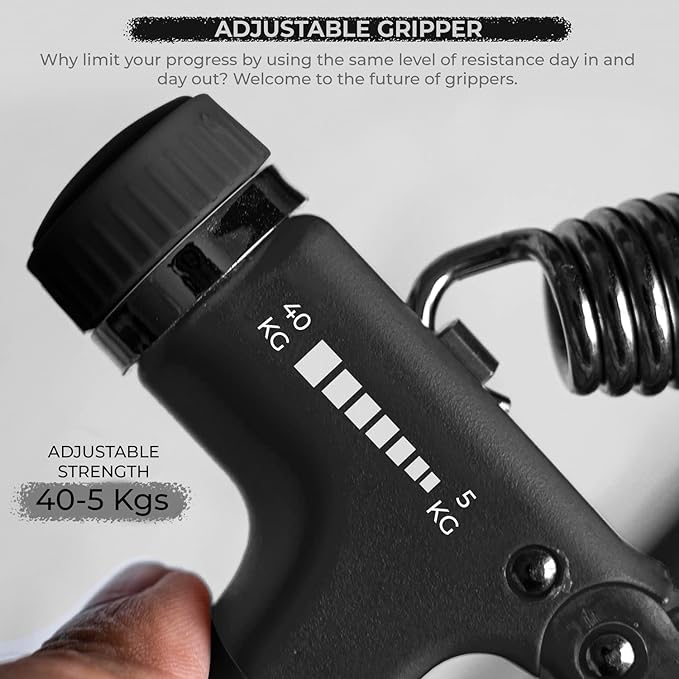 ADJUSTABLE GRIPPER
Why limit your progress by using the same level of resistance day in and
day out? Welcome to the future of grippers.
40
KG
5
KG
ADJUSTABLE
STRENGTH
40-5 Kgs